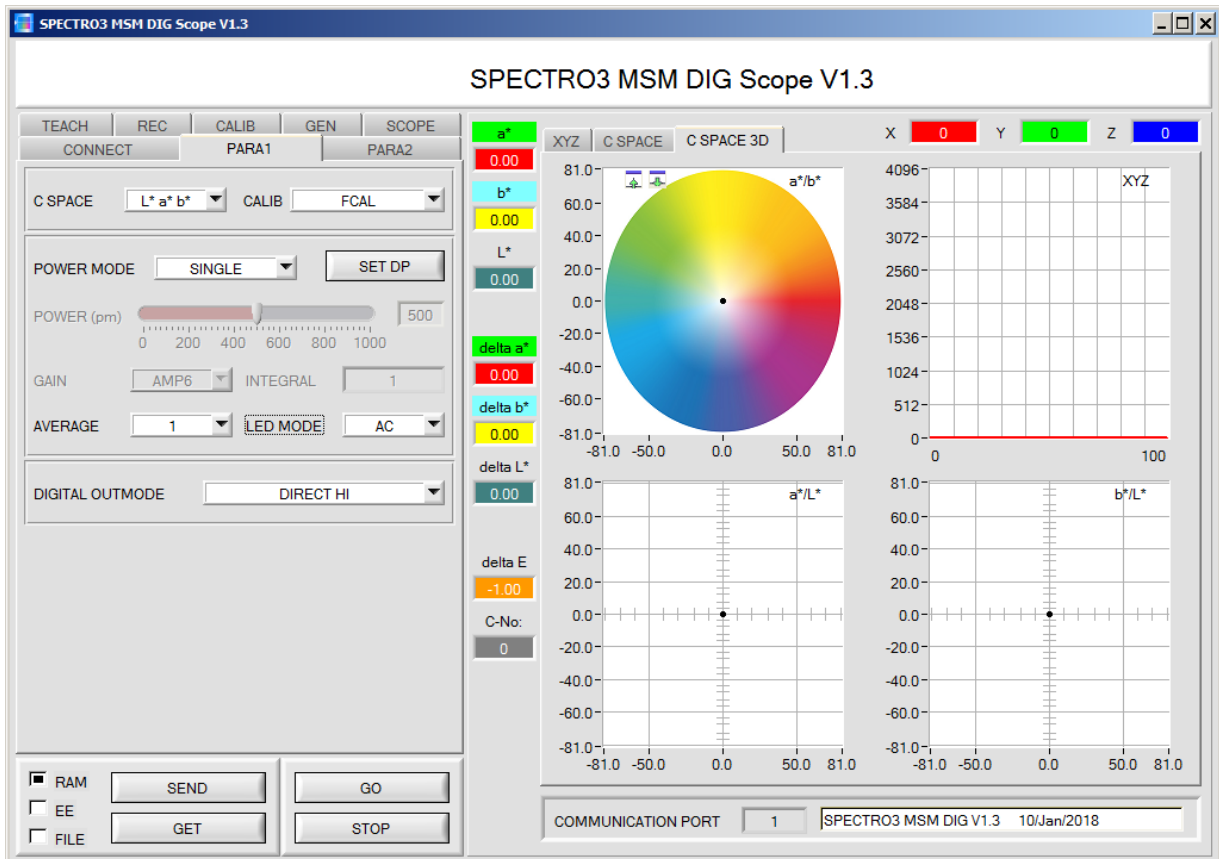 SPECTRO3 MSM DIG Scope V1.3
SPECTRO3 MSM DIG Scope V1.3
TEACH REC CALIB GEN SCOPE
CONNECT PARA1 PARA2
C SPACE L* a* b* CALIB FCAL
POWER MODE SINGLE SET DP
POWER (pm) 500
0 200 400 600 800 1000
GAIN AMP6 INTEGRAL 1
AVERAGE 1 LED MODE AC
DIGITAL OUTMODE DIRECT HI
RAM SEND GO
EE
GET STOP
FILE
a*
0.00
b*
0.00
L*
0.00
delta a*
0.00
delta b*
0.00
delta L*
0.00
delta E
-1.00
C-No:
0
XYZ C SPACE C SPACE 3D
X 0 Y 0 Z 0
a*/b*
81.0
60.0
40.0
20.0
0.0
-20.0
-40.0
-60.0
-81.0
-81.0 -50.0 0.0 50.0 81.0
XYZ
4096
3584
3072
2560
2048
1536
1024
512
0
0 100
a*/L*
81.0
60.0
40.0
20.0
0.0
-20.0
-40.0
-60.0
-81.0
-81.0 -50.0 0.0 50.0 81.0
b*/L*
81.0
60.0
40.0
20.0
0.0
-20.0
-40.0
-60.0
-81.0
-81.0 -50.0 0.0 50.0 81.0
COMMUNICATION PORT 1 SPECTRO3 MSM DIG V1.3 10/Jan/2018